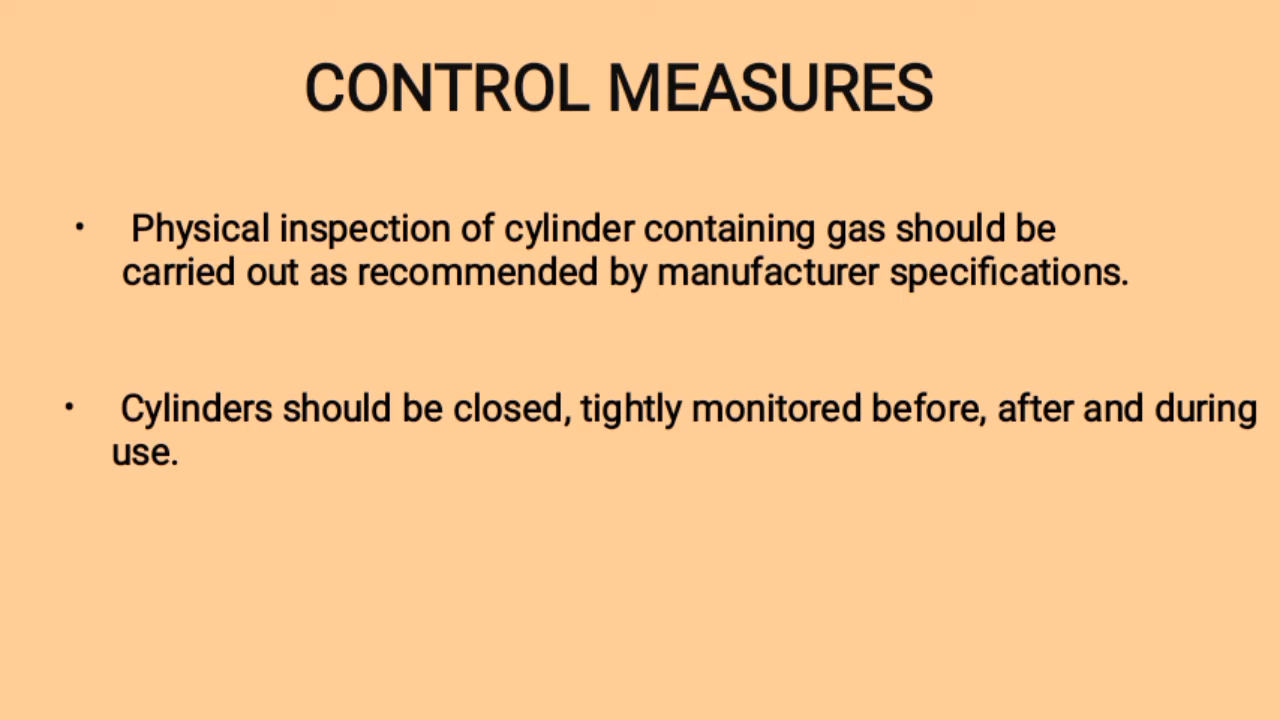 CONTROL MEASURES
• Physical inspection of cylinder containing gas should be
carried out as recommended by manufacturer specifications.
• Cylinders should be closed, tightly monitored before, after and during
use.